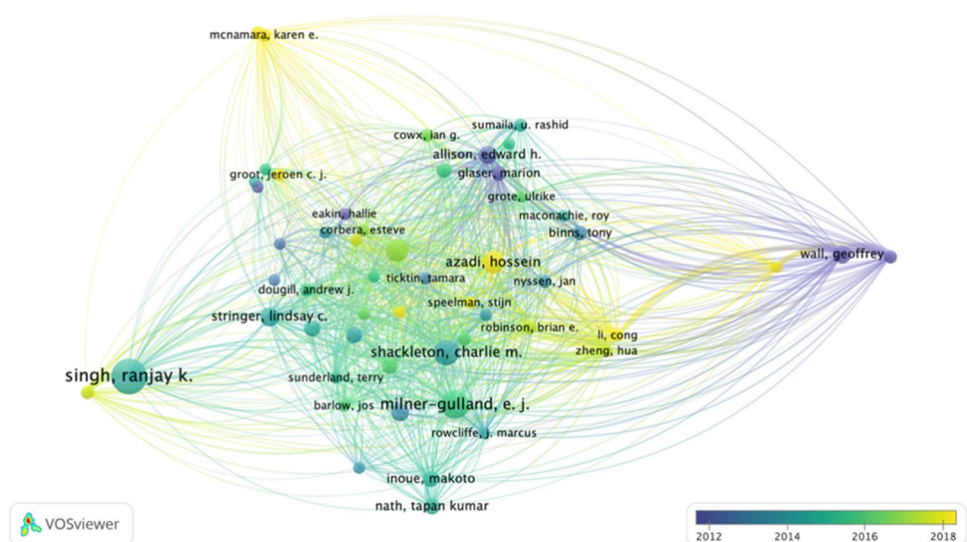 mcnamara, karen e.
sumaila, u. rashid
cowx, ian g.
allison, edward h.
groot, jeroen c. j.
glaser, marion
grote, ulrike
eakin, hallie
maconachie, roy
corbera, esteve
binns, tony
wall, geoffrey
azadi, hossein
ticktin, tamara
nyssen, jan
dougill, andrew j.
speelman, stijn
stringer, lindsay c.
robinson, brian e.
li, cong
shackleton, charlie m.
zheng, hua
singh, ranjay k.
sunderland, terry
barlow, jos
milner-gulland, e. j.
rowcliffe, j. marcus
inoue, makoto
nath, tapan kumar
VOSviewer
2012 2014 2016 2018